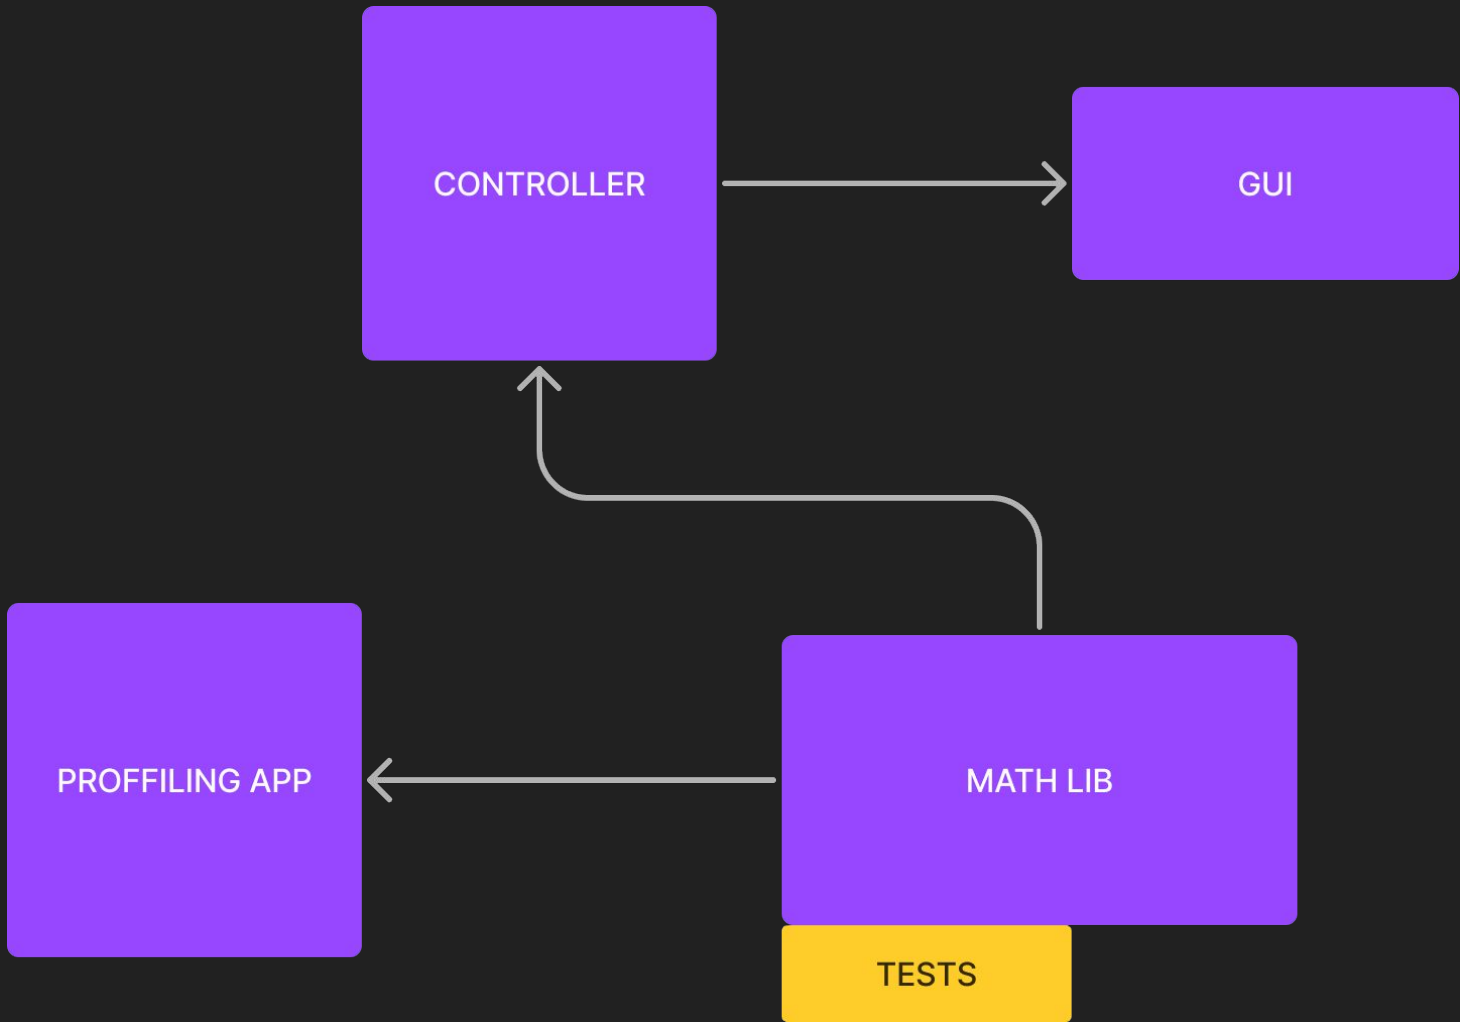 CONTROLLER
GUI
PROFFILING APP
MATH LIB
TESTS